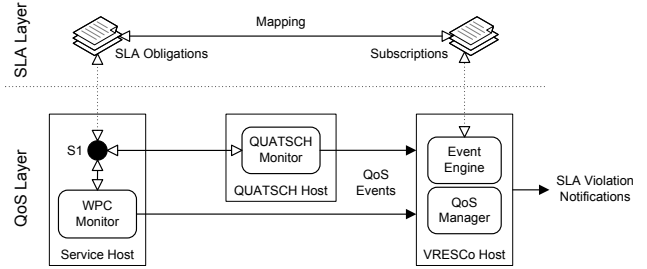 SLA Layer
Mapping
SLA Obligations
Subscriptions
QoS Layer
S1
WPC
Monitor
Service Host
QUATSCH
Monitor
QUATSCH Host
QoS
Events
Event
Engine
QoS
Manager
VRESCo Host
SLA Violation
Notifications